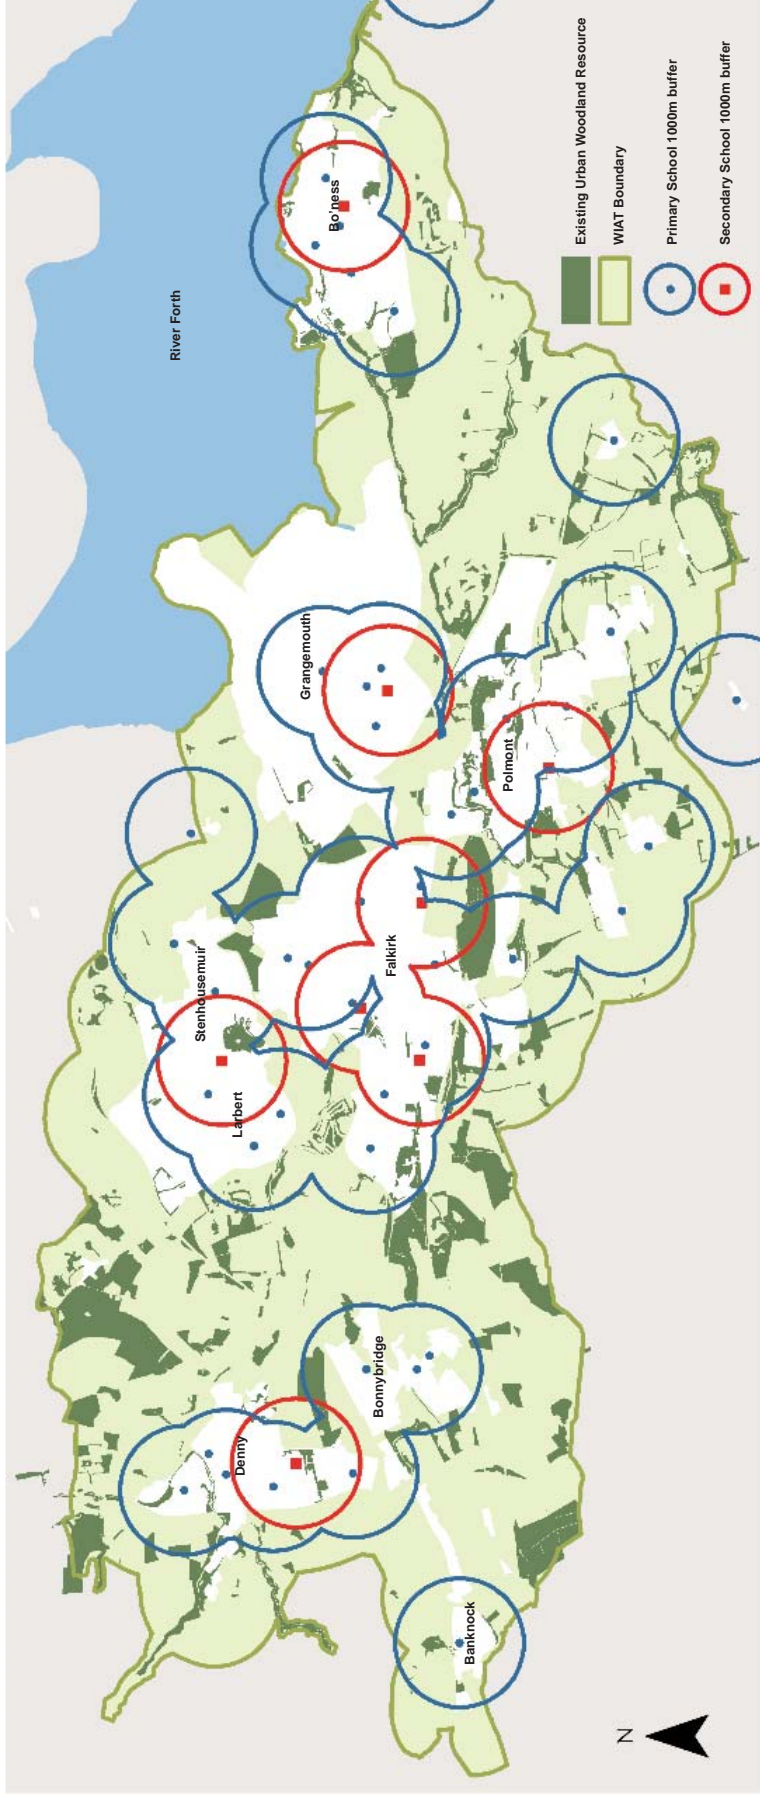 River Forth
Bo'ness
Grangemouth
Polmont
Falkirk
Stenhousemuir
Larbert
Bonnybridge
Denny
Banknock
Existing Urban Woodland Resource
WIAT Boundary
Primary School 1000m buffer
Secondary School 1000m buffer
N